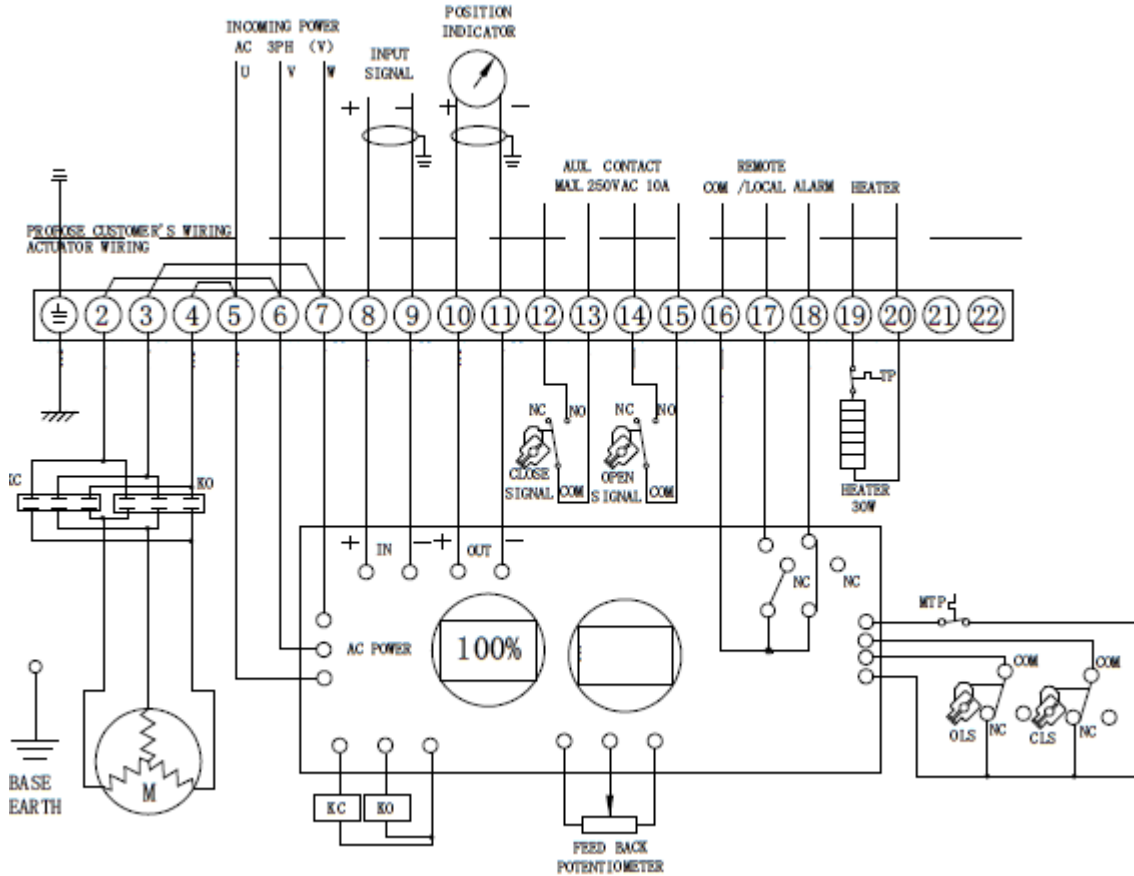 INCOMING POWER
AC 3PH (V)
U V W
INPUT
SIGNAL
+ −
POSITION
INDICATOR
+ −
AUX. CONTACT
MAX. 250VAC 10A
REMOTE
COM /LOCAL ALARM HEATER
PROPOSE CUSTOMER'S WIRING
ACTUATOR WIRING
2 3 4 5 6 7 8 9 10 11 12 13 14 15 16 17 18 19 20 21 22
TP
NC NO
CLOSE
SIGNAL
COM
NC NO
OPEN
SIGNAL
COM
HEATER
30W
KO
+ IN − + OUT −
NC NC
AC POWER
100%
MTP
COM COM
OLS NC CLS NC
BASE
EARTH
M
KC KO
FEED BACK
POTENTIOMETER